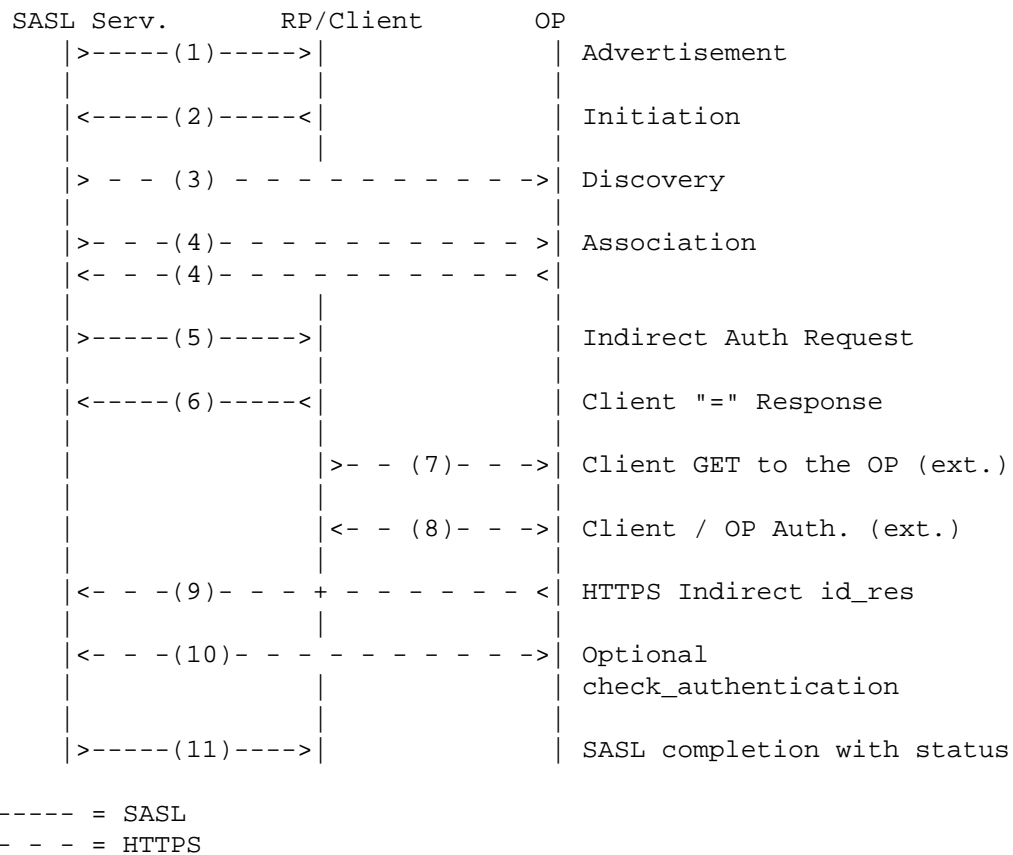 SASL Serv.       RP/Client       OP
|>-----(1)----->|              | Advertisement
|<-----(2)-----<|              | Initiation
|> - - (3) - - - - - - - - - ->| Discovery
|>- - -(4)- - - - - - - - - - >| Association
|<- - -(4)- - - - - - - - - - <|
|>-----(5)----->|              | Indirect Auth Request
|<-----(6)-----<|              | Client "=" Response
|               |>- - (7)- - ->| Client GET to the OP (ext.)
|               |<- - (8)- - ->| Client / OP Auth. (ext.)
|<- - -(9)- - - + - - - - - - <| HTTPS Indirect id_res
|<- - -(10)- - - - - - - - - ->| Optional
|               |              | check_authentication
|>-----(11)---->|              | SASL completion with status
----- = SASL
- - - = HTTPS